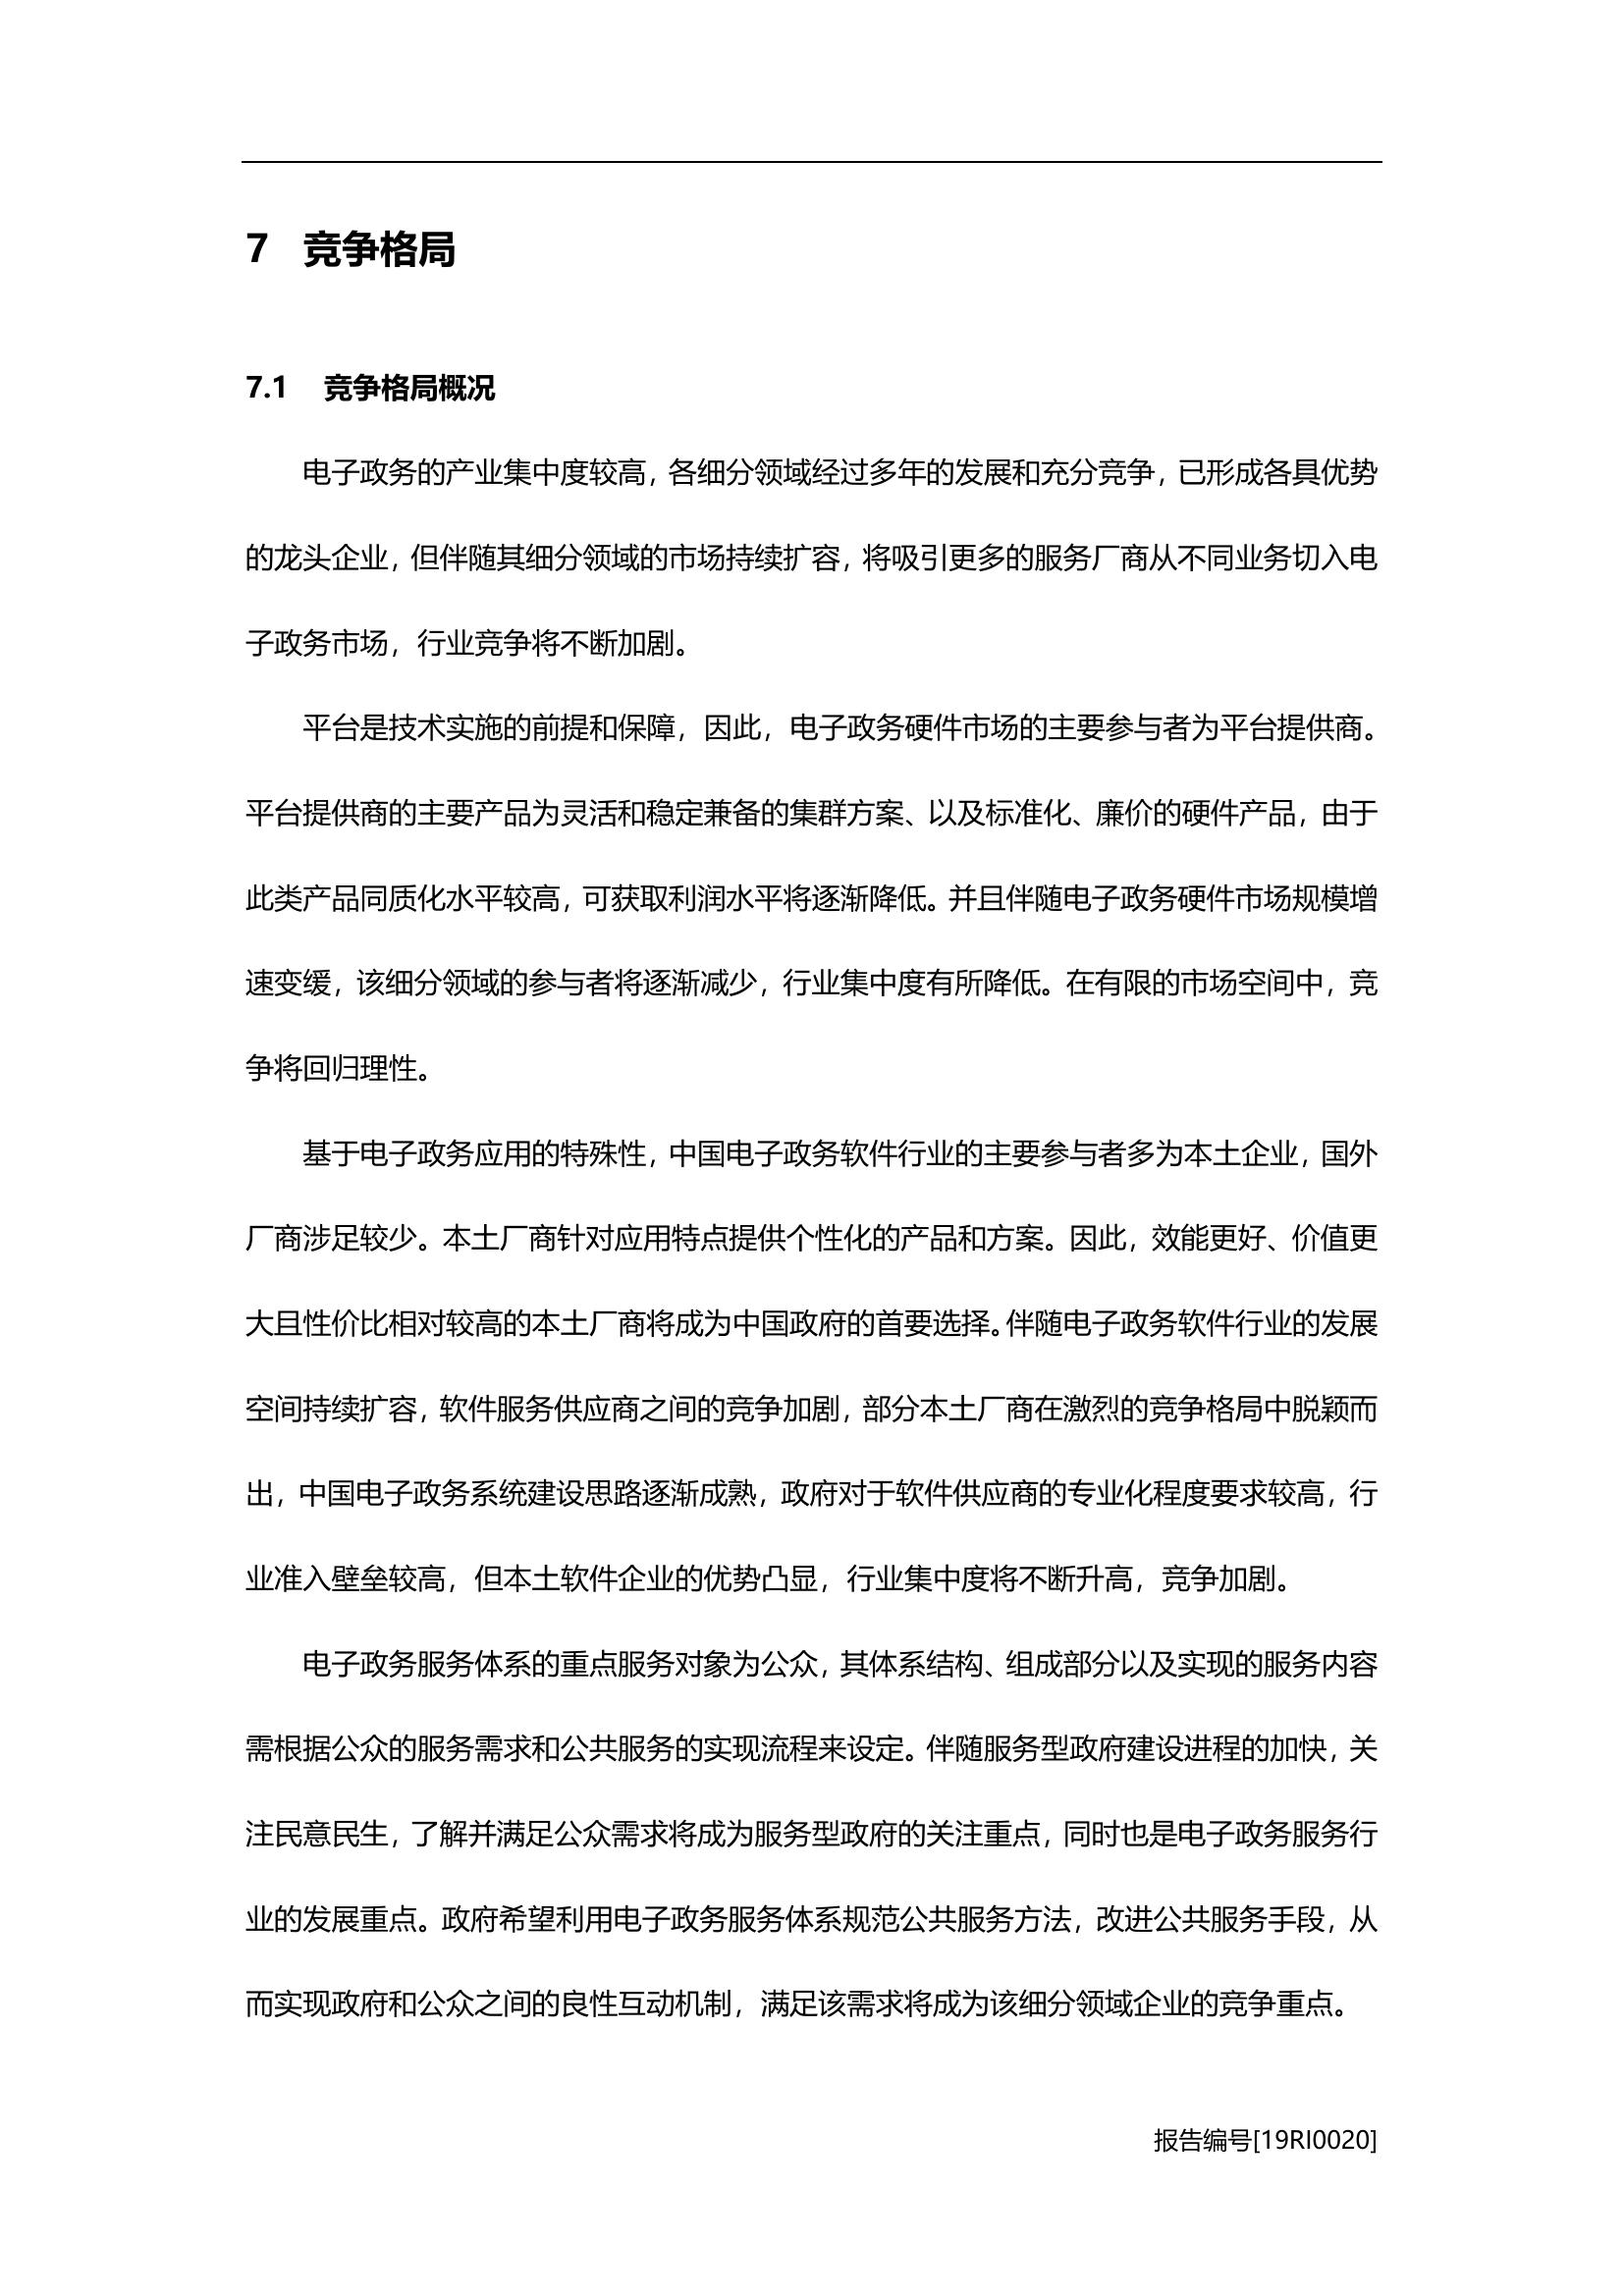 7 竞争格局
7.1 竞争格局概况
电子政务的产业集中度较高，各细分领域经过多年的发展和充分竞争，已形成各具优势
的龙头企业，但伴随其细分领域的市场持续扩容，将吸引更多的服务厂商从不同业务切入电
子政务市场，行业竞争将不断加剧。
平台是技术实施的前提和保障，因此，电子政务硬件市场的主要参与者为平台提供商。
平台提供商的主要产品为灵活和稳定兼备的集群方案、以及标准化、廉价的硬件产品，由于
此类产品同质化水平较高，可获取利润水平将逐渐降低。并且伴随电子政务硬件市场规模增
速变缓，该细分领域的参与者将逐渐减少，行业集中度有所降低。在有限的市场空间中，竞
争将回归理性。
基于电子政务应用的特殊性，中国电子政务软件行业的主要参与者多为本土企业，国外
厂商涉足较少。本土厂商针对应用特点提供个性化的产品和方案。因此，效能更好、价值更
大且性价比相对较高的本土厂商将成为中国政府的首要选择。伴随电子政务软件行业的发展
空间持续扩容，软件服务供应商之间的竞争加剧，部分本土厂商在激烈的竞争格局中脱颖而
出，中国电子政务系统建设思路逐渐成熟，政府对于软件供应商的专业化程度要求较高，行
业准入壁垒较高，但本土软件企业的优势凸显，行业集中度将不断升高，竞争加剧。
电子政务服务体系的重点服务对象为公众，其体系结构、组成部分以及实现的服务内容
需根据公众的服务需求和公共服务的实现流程来设定。伴随服务型政府建设进程的加快，关
注民意民生，了解并满足公众需求将成为服务型政府的关注重点，同时也是电子政务服务行
业的发展重点。政府希望利用电子政务服务体系规范公共服务方法，改进公共服务手段，从
而实现政府和公众之间的良性互动机制，满足该需求将成为该细分领域企业的竞争重点。
报告编号[19RI0020]